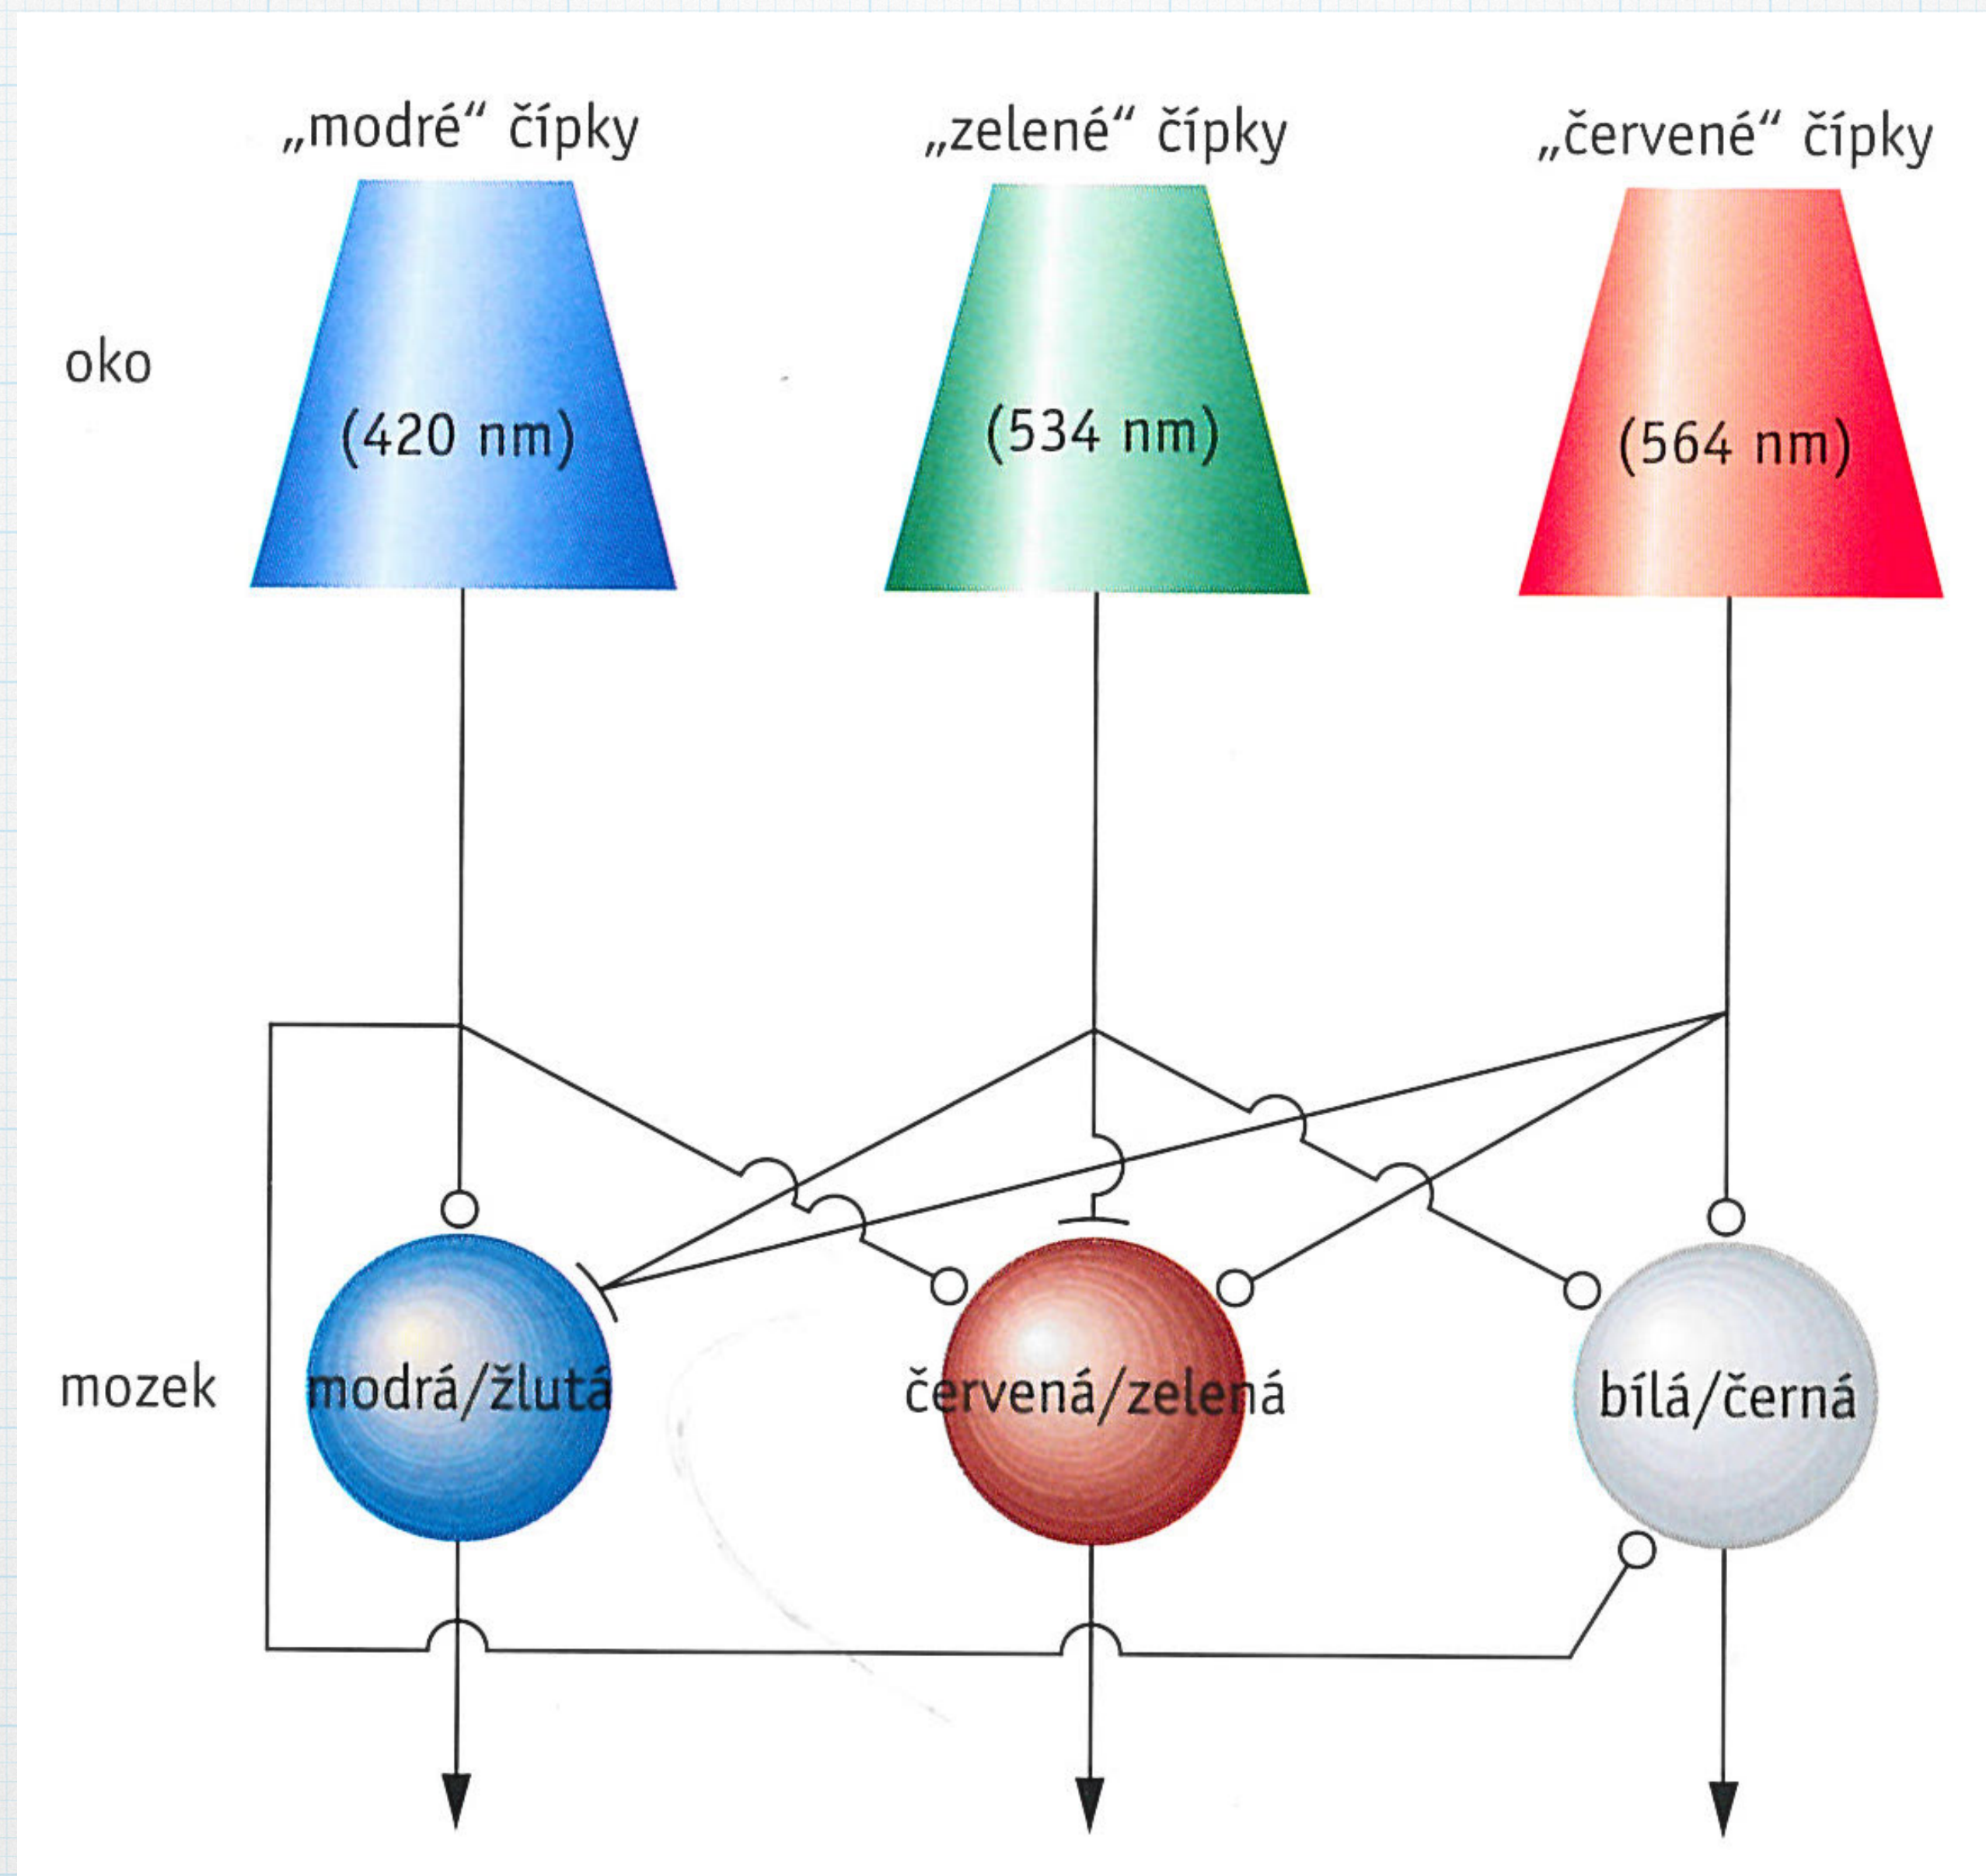 „modré“ čípky
„zelené“ čípky
„červené“ čípky
oko
(420 nm)
(534 nm)
(564 nm)
mozek
modrá/žlutá
červená/zelená
bílá/černá